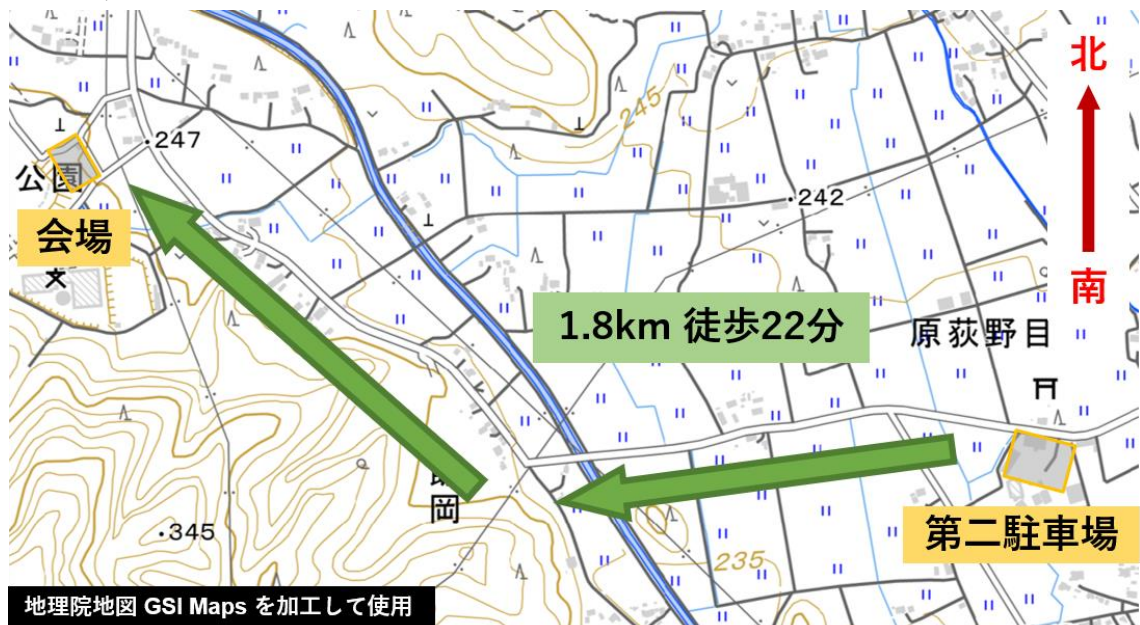 北
245
247
公園
242
会場
南
1.8km 徒歩22分
原荻野目
岡
345
第二駐車場
235
地理院地図 GSI Maps を加工して使用